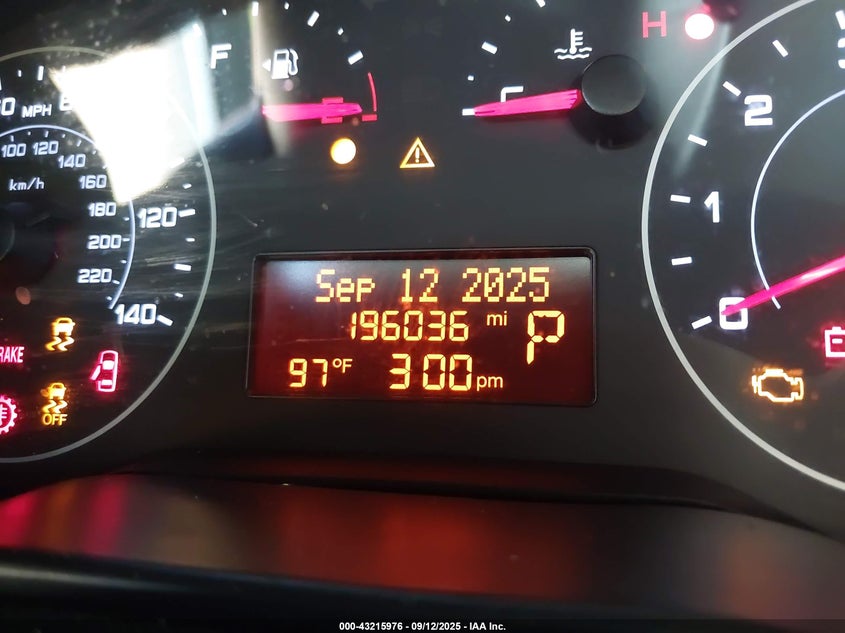 F
H
MPH
100 120
140
km/h
160
180
120
200
220
140
2
1
0
Sep 12 2025
196036 mi
P
97°F 3:00 pm
OFF
000-43215976 - 09/12/2025 - IAA Inc.